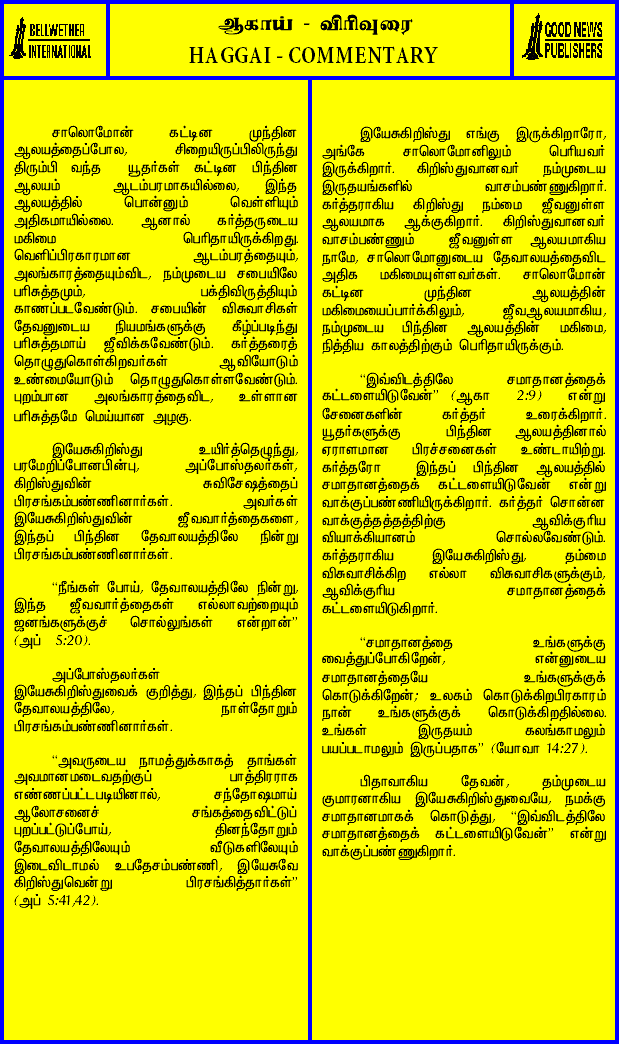 BELLWETHER
INTERNATIONAL
ஆகாய் - விரிவுரை
HAGGAI - COMMENTARY
GOOD NEWS
PUBLISHERS
சாலொமோன் கட்டின முந்தின
ஆலயத்தைப்போல, சிறையிருப்பிலிருந்து
திரும்பி வந்த யூதர்கள் கட்டின பிந்தின
ஆலயம் ஆடம்பரமாகயில்லை, இந்த
ஆலயத்தில் பொன்னும் வெள்ளியும்
அதிகமாயில்லை. ஆனால் கர்த்தருடைய
மகிமை பெரிதாயிருக்கிறது.
வெளிப்பிரகாரமான ஆடம்பரத்தையும்,
அலங்காரத்தையும்விட, நம்முடைய சபையிலே
பரிசுத்தமும், பக்திவிருத்தியும்
காணப்படவேண்டும். சபையின் விசுவாசிகள்
தேவனுடைய நியமங்களுக்கு கீழ்ப்படிந்து
பரிசுத்தமாய் ஜீவிக்கவேண்டும். கர்த்தரைத்
தொழுதுகொள்கிறவர்கள் ஆவியோடும்
உண்மையோடும் தொழுதுகொள்ளவேண்டும்.
புறம்பான அலங்காரத்தைவிட, உள்ளான
பரிசுத்தமே மெய்யான அழகு.
இயேசுகிறிஸ்து உயிர்த்தெழுந்து,
பரமேறிப்போனபின்பு, அப்போஸ்தலர்கள்,
கிறிஸ்துவின் சுவிசேஷத்தைப்
பிரசங்கம்பண்ணினார்கள். அவர்கள்
இயேசுகிறிஸ்துவின் ஜீவவார்த்தைகளை,
இந்தப் பிந்தின தேவாலயத்திலே நின்று
பிரசங்கம்பண்ணினார்கள்.
“நீங்கள் போய், தேவாலயத்திலே நின்று,
இந்த ஜீவவார்த்தைகள் எல்லாவற்றையும்
ஜனங்களுக்குச் சொல்லுங்கள் என்றான்”
(அப் 5:20).
அப்போஸ்தலர்கள்
இயேசுகிறிஸ்துவைக் குறித்து, இந்தப் பிந்தின
தேவாலயத்திலே, நாள்தோறும்
பிரசங்கம்பண்ணினார்கள்.
“அவருடைய நாமத்துக்காகத் தாங்கள்
அவமானமடைவதற்குப் பாத்திரராக
எண்ணப்பட்டபடியினால், சந்தோஷமாய்
ஆலோசனைச் சங்கத்தைவிட்டுப்
புறப்பட்டுப்போய், தினந்தோறும்
தேவாலயத்திலேயும் வீடுகளிலேயும்
இடைவிடாமல் உபதேசம்பண்ணி, இயேசுவே
கிறிஸ்துவென்று பிரசங்கித்தார்கள்”
(அப் 5:41,42).
இயேசுகிறிஸ்து எங்கு இருக்கிறாரோ,
அங்கே சாலொமோனிலும் பெரியவர்
இருக்கிறார். கிறிஸ்துவானவர் நம்முடைய
இருதயங்களில் வாசம்பண்ணுகிறார்.
கர்த்தராகிய கிறிஸ்து நம்மை ஜீவனுள்ள
ஆலயமாக ஆக்குகிறார். கிறிஸ்துவானவர்
வாசம்பண்ணும் ஜீவனுள்ள ஆலயமாகிய
நாமே, சாலொமோனுடைய தேவாலயத்தைவிட
அதிக மகிமையுள்ளவர்கள். சாலொமோன்
கட்டின முந்தின ஆலயத்தின்
மகிமையைப்பார்க்கிலும், ஜீவஆலயமாகிய,
நம்முடைய பிந்தின ஆலயத்தின் மகிமை,
நித்திய காலத்திற்கும் பெரிதாயிருக்கும்.
“இவ்விடத்திலே சமாதானத்தைக்
கட்டளையிடுவேன்” (ஆகா 2:9) என்று
சேனைகளின் கர்த்தர் உரைக்கிறார்.
யூதர்களுக்கு பிந்தின ஆலயத்தினால்
ஏராளமான பிரச்சனைகள் உண்டாயிற்று.
கர்த்தரோ இந்தப் பிந்தின ஆலயத்தில்
சமாதானத்தைக் கட்டளையிடுவேன் என்று
வாக்குப்பண்ணியிருக்கிறார். கர்த்தர் சொன்ன
வாக்குத்தத்தத்திற்கு ஆவிக்குரிய
வியாக்கியானம் சொல்லவேண்டும்.
கர்த்தராகிய இயேசுகிறிஸ்து, தம்மை
விசுவாசிக்கிற எல்லா விசுவாசிகளுக்கும்,
ஆவிக்குரிய சமாதானத்தைக்
கட்டளையிடுகிறார்.
“சமாதானத்தை உங்களுக்கு
வைத்துப்போகிறேன், என்னுடைய
சமாதானத்தையே உங்களுக்குக்
கொடுக்கிறேன்; உலகம் கொடுக்கிறபிரகாரம்
நான் உங்களுக்குக் கொடுக்கிறதில்லை.
உங்கள் இருதயம் கலங்காமலும்
பயப்படாமலும் இருப்பதாக” (யோவா 14:27).
பிதாவாகிய தேவன், தம்முடைய
குமாரனாகிய இயேசுகிறிஸ்துவையே, நமக்கு
சமாதானமாகக் கொடுத்து, “இவ்விடத்திலே
சமாதானத்தைக் கட்டளையிடுவேன்” என்று
வாக்குப்பண்ணுகிறார்.